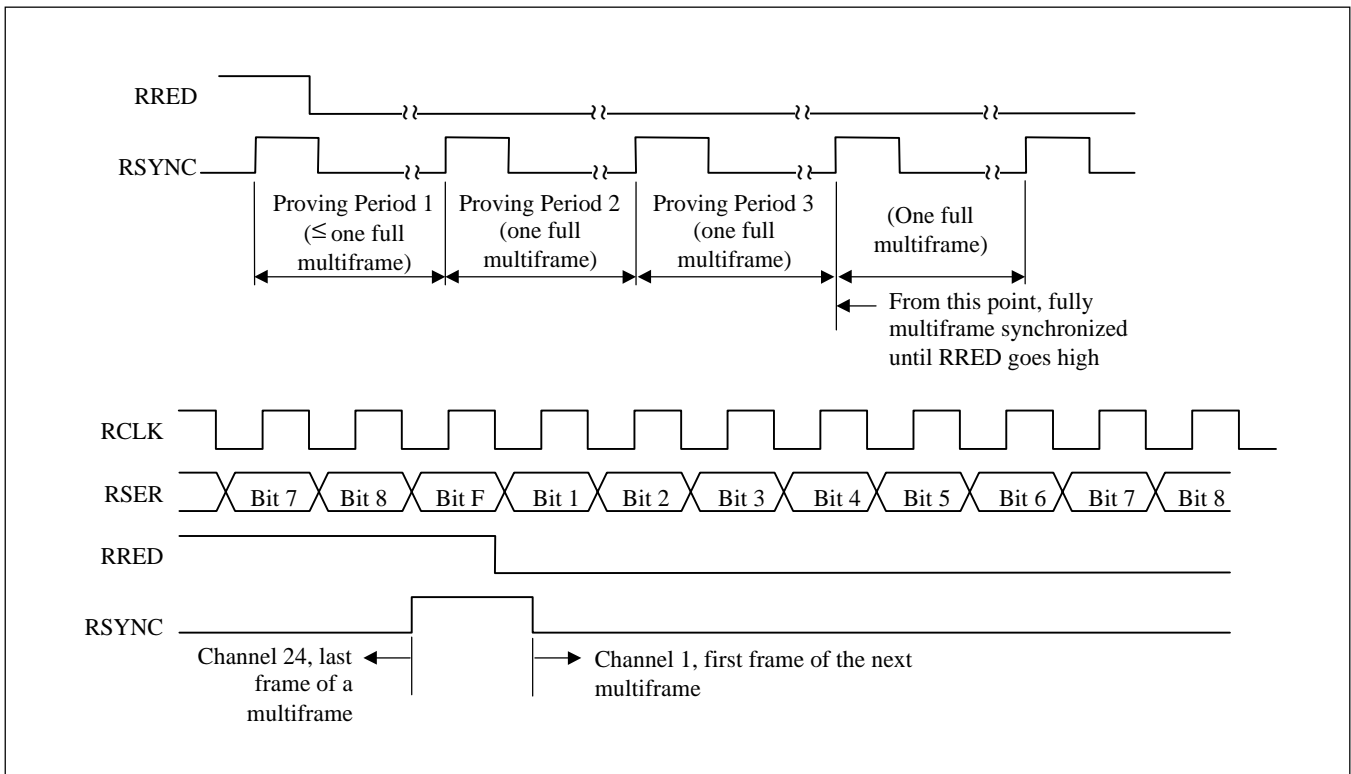 RRED
RSYNC
Proving Period 1
(≤ one full
multiframe)
Proving Period 2
(one full
multiframe)
Proving Period 3
(one full
multiframe)
(One full
multiframe)
From this point, fully
multiframe synchronized
until RRED goes high
RCLK
RSER
Bit 7 Bit 8 Bit F Bit 1 Bit 2 Bit 3 Bit 4 Bit 5 Bit 6 Bit 7 Bit 8
RRED
RSYNC
Channel 24, last
frame of a
multiframe
Channel 1, first frame of the next
multiframe